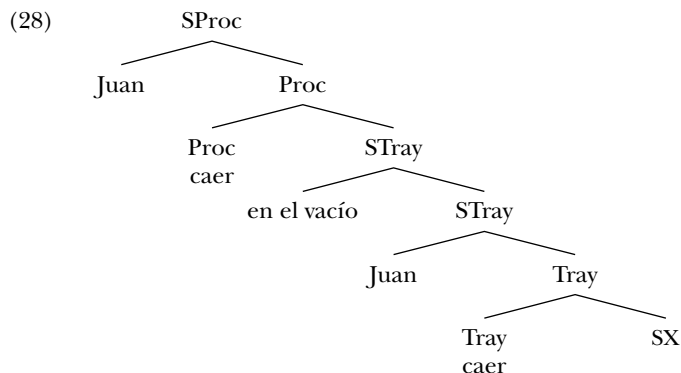 (28) SProc
Juan Proc
Proc STray
caer
en el vacío STray
Juan Tray
Tray SX
caer